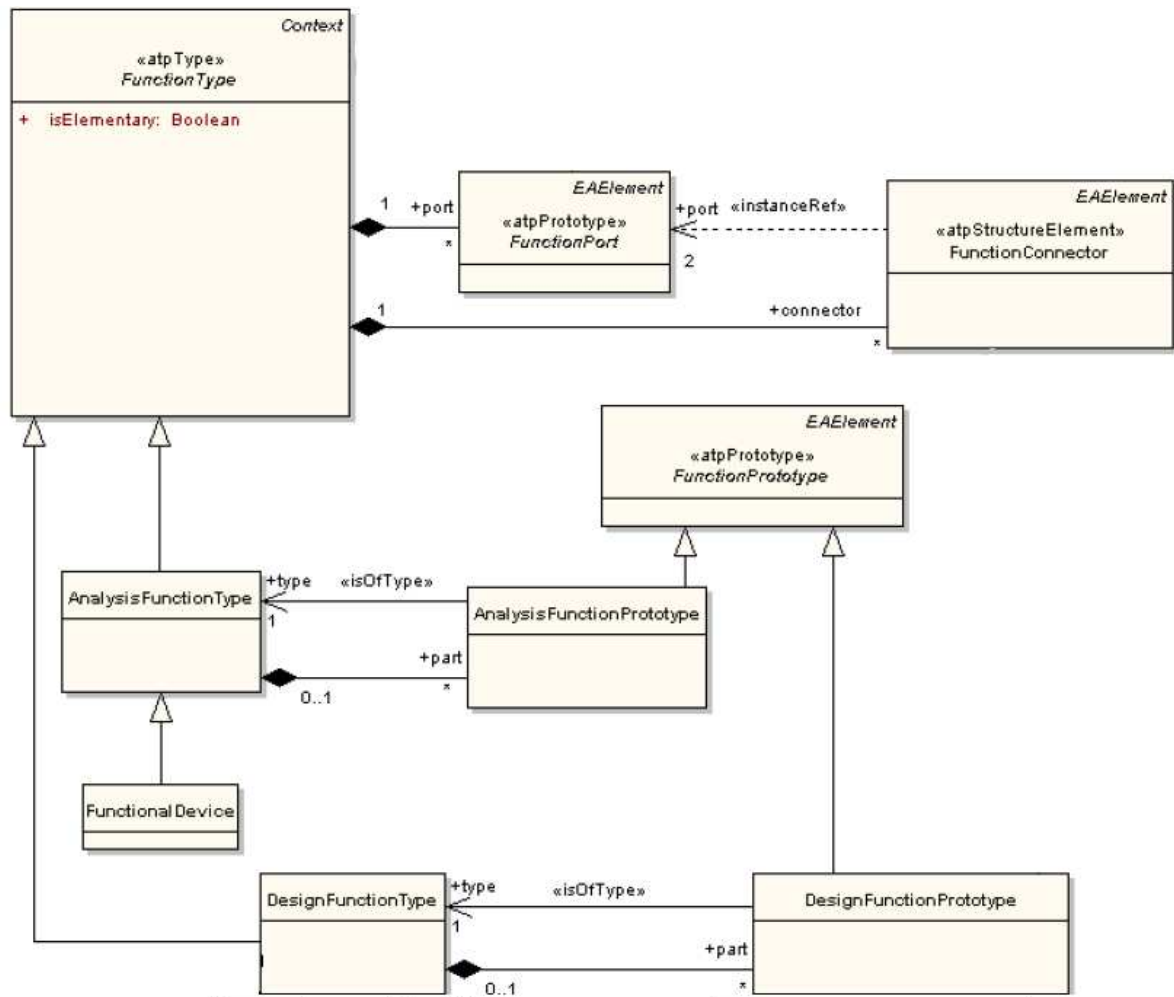 Context
«atpType»
FunctionType
+ isElementary: Boolean
1
+port
*
EAElement
«atpPrototype»
FunctionPort
+port
«instanceRef»
2
EAElement
«atpStructureElement»
FunctionConnector
1
+connector
*
EAElement
«atpPrototype»
FunctionPrototype
AnalysisFunctionType
+type
«isOfType»
1
AnalysisFunctionPrototype
+part
0..1
*
FunctionalDevice
DesignFunctionType
+type
«isOfType»
1
DesignFunctionPrototype
+part
0..1
*